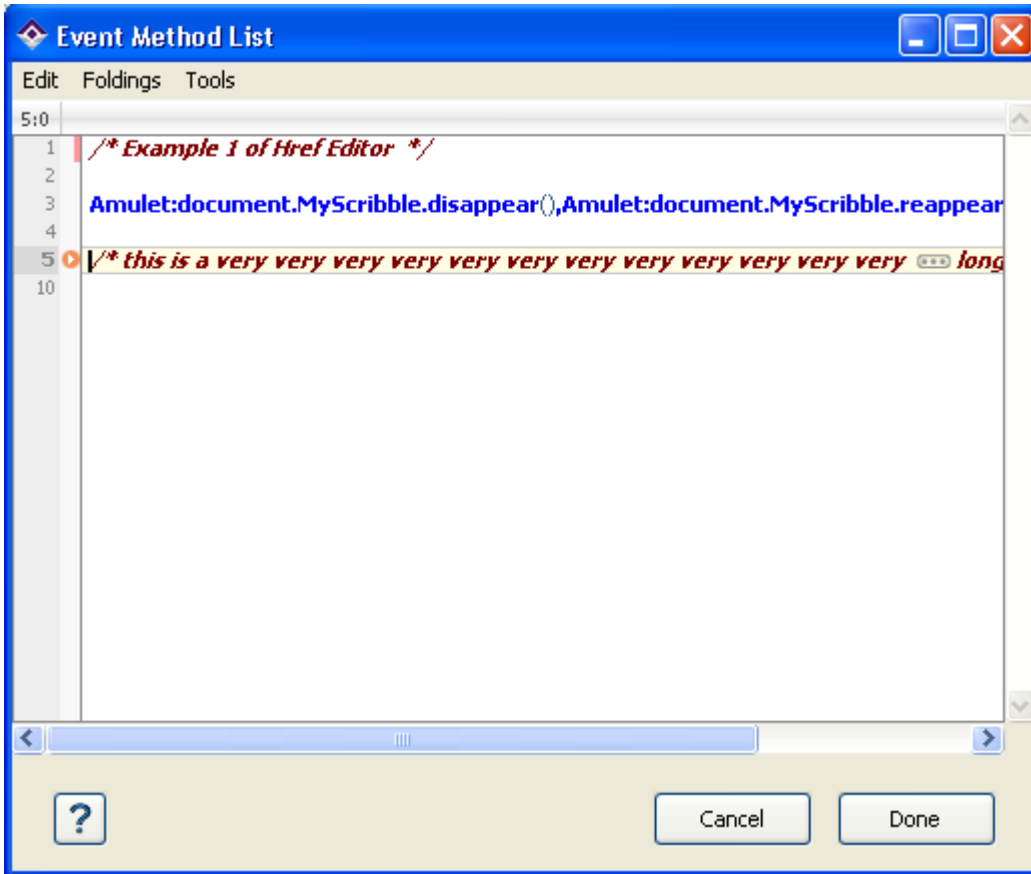 Event Method List
Edit Foldings Tools
5:0
1 /* Example 1 of Href Editor */
2
3 Amulet:document.MyScribble.disappear(),Amulet:document.MyScribble.reappear
4
5 /* this is a very very very very very very very very very very very very ... long
10
?
Cancel Done